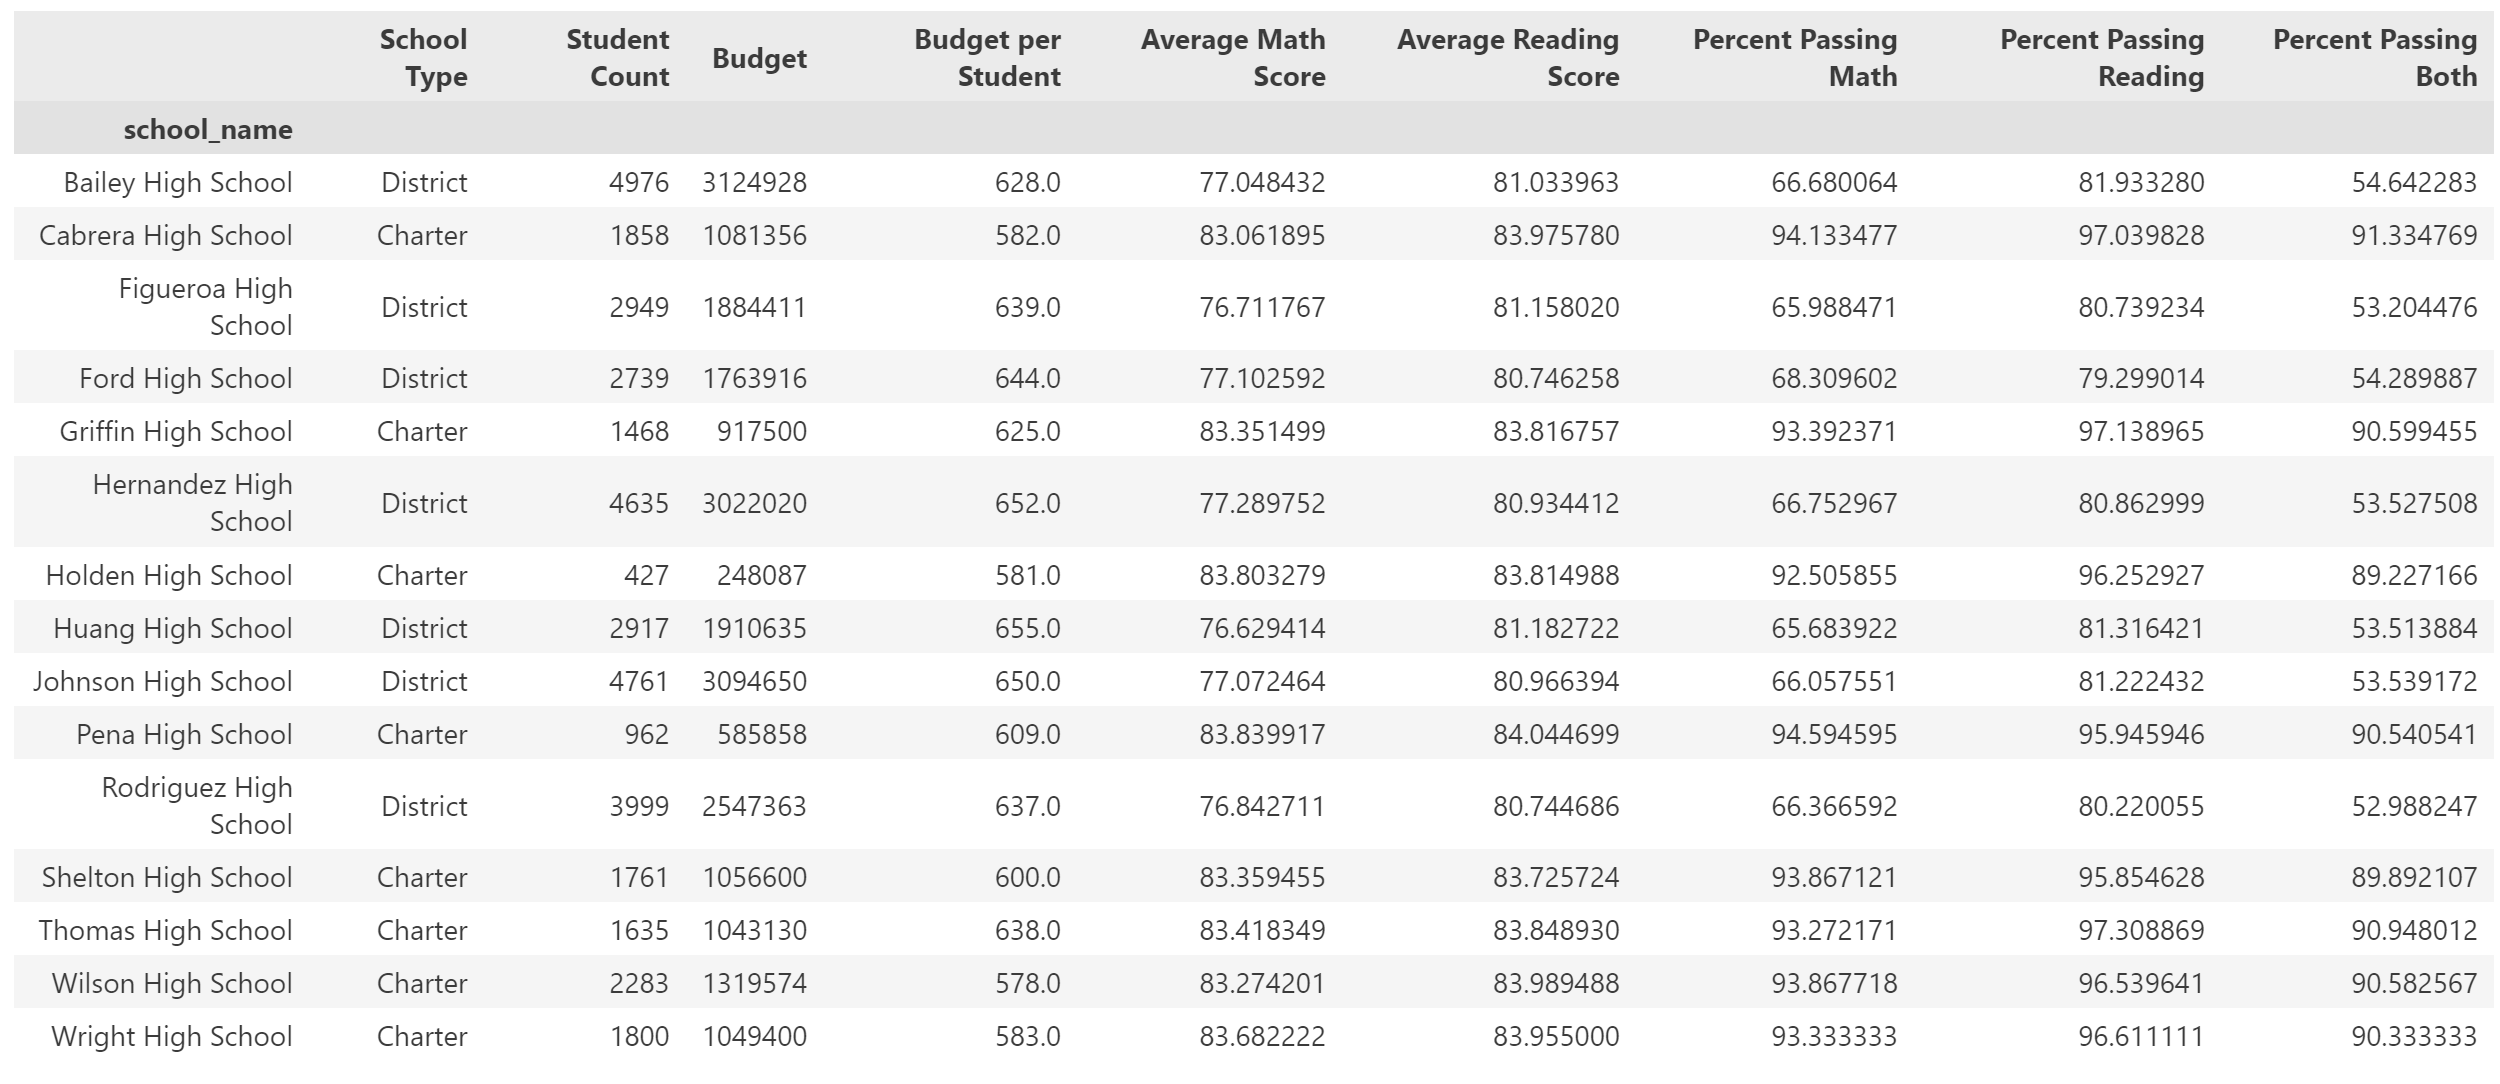 School Type Student Count Budget Budget per Student Average Math Score Average Reading Score Percent Passing Math Percent Passing Reading Percent Passing Both
school_name
Bailey High School District 4976 3124928 628.0 77.048432 81.033963 66.680064 81.933280 54.642283
Cabrera High School Charter 1858 1081356 582.0 83.061895 83.975780 94.133477 97.039828 91.334769
Figueroa High School District 2949 1884411 639.0 76.711767 81.158020 65.988471 80.739234 53.204476
Ford High School District 2739 1763916 644.0 77.102592 80.746258 68.309602 79.299014 54.289887
Griffin High School Charter 1468 917500 625.0 83.351499 83.816757 93.392371 97.138965 90.599455
Hernandez High School District 4635 3022020 652.0 77.289752 80.934412 66.752967 80.862999 53.527508
Holden High School Charter 427 248087 581.0 83.803279 83.814988 92.505855 96.252927 89.227166
Huang High School District 2917 1910635 655.0 76.629414 81.182722 65.683922 81.316421 53.513884
Johnson High School District 4761 3094650 650.0 77.072464 80.966394 66.057551 81.222432 53.539172
Pena High School Charter 962 585858 609.0 83.839917 84.044699 94.594595 95.945946 90.540541
Rodriguez High School District 3999 2547363 637.0 76.842711 80.744686 66.366592 80.220055 52.988247
Shelton High School Charter 1761 1056600 600.0 83.359455 83.725724 93.867121 95.854628 89.892107
Thomas High School Charter 1635 1043130 638.0 83.418349 83.848930 93.272171 97.308869 90.948012
Wilson High School Charter 2283 1319574 578.0 83.274201 83.989488 93.867718 96.539641 90.582567
Wright High School Charter 1800 1049400 583.0 83.682222 83.955000 93.333333 96.611111 90.333333